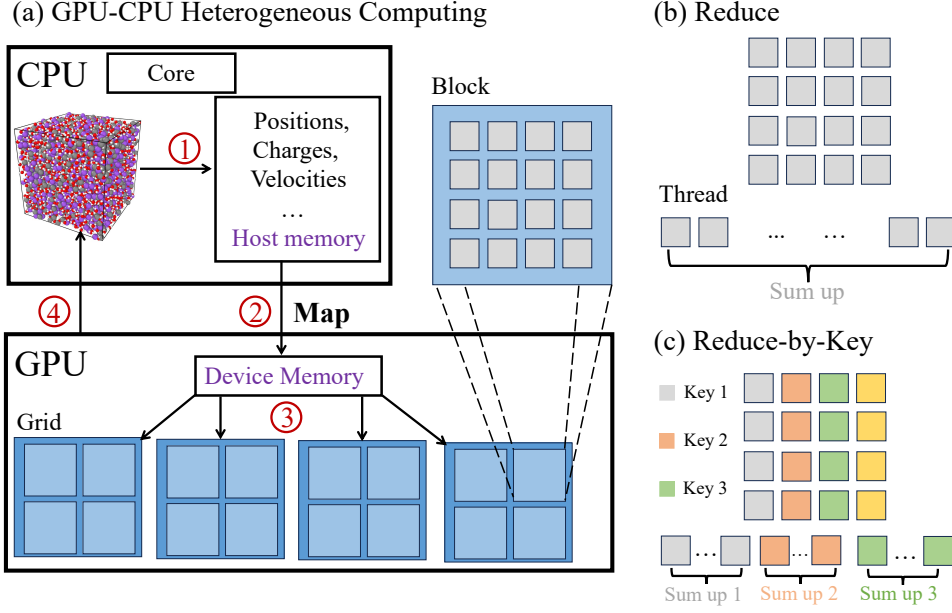 (a) GPU-CPU Heterogeneous Computing
CPU
Core
①
Positions,
Charges,
Velocities
...
Host memory
Block
④
②
Map
GPU
Device Memory
③
Grid
(b) Reduce
Thread
... ...
Sum up
(c) Reduce-by-Key
Key 1
Key 2
Key 3
... ... ...
Sum up 1 Sum up 2 Sum up 3